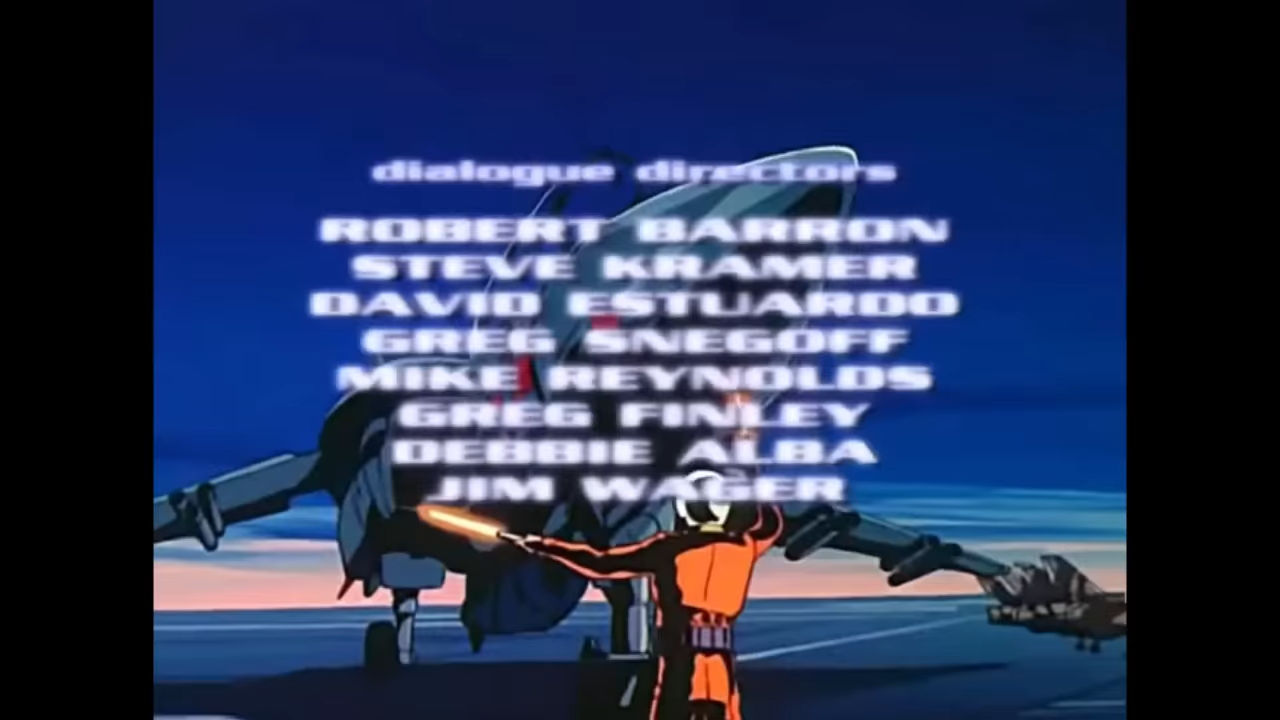 dialogue directors
ROBERT BARRON
STEVE KRAMER
DAVID ESTUARDO
GREG SNEGOFF
MIKE REYNOLDS
GREG FINLEY
DEBBIE ALBA
JIM WAGER